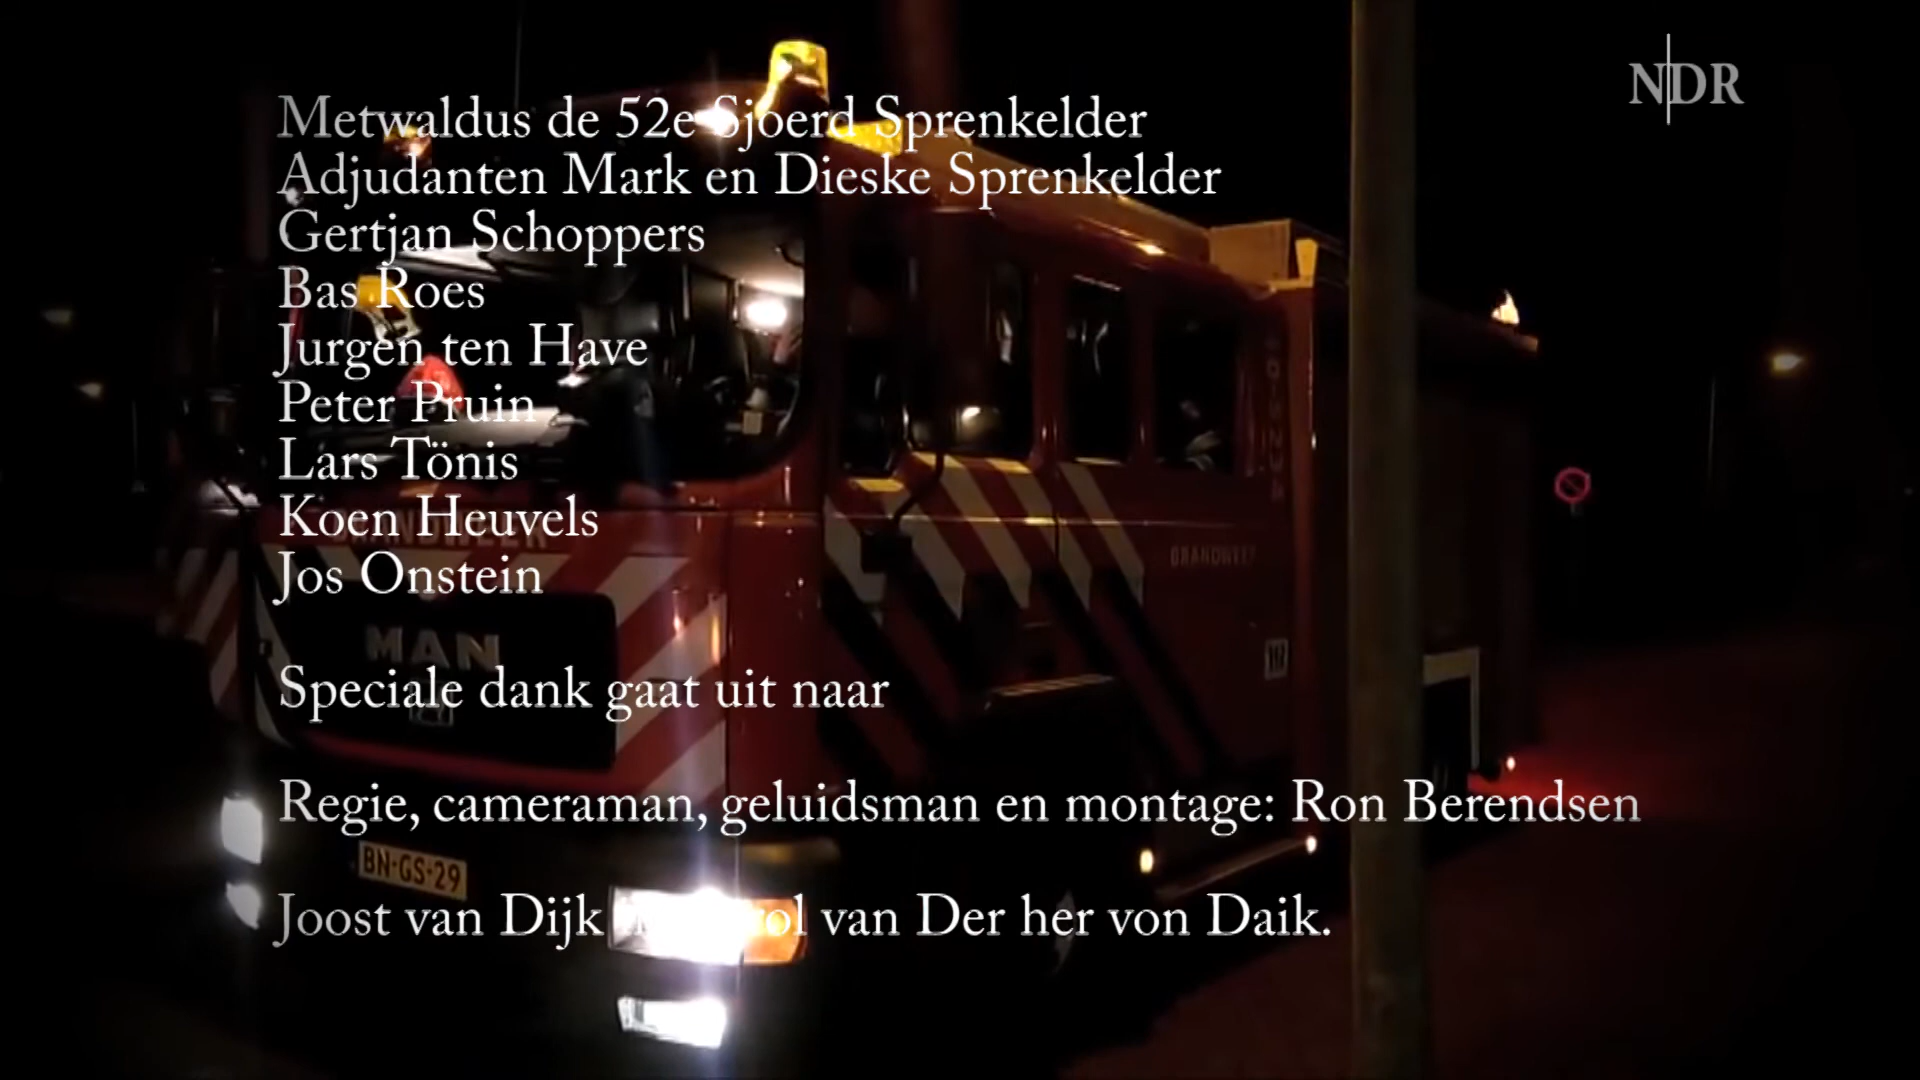 NDR
Metwaldus de 52e Sjoerd Sprenkelder
Adjudanten Mark en Dieske Sprenkelder
Gertjan Schoppers
Bas Roes
Jurgen ten Have
Peter Pruin
Lars Tönis
Koen Heuvels
BRANDWEER
Jos Onstein
MAN
Speciale dank gaat uit naar
Regie, cameraman, geluidsman en montage: Ron Berendsen
BN-GS-29
Joost van Dijk rol van Der her von Daik.